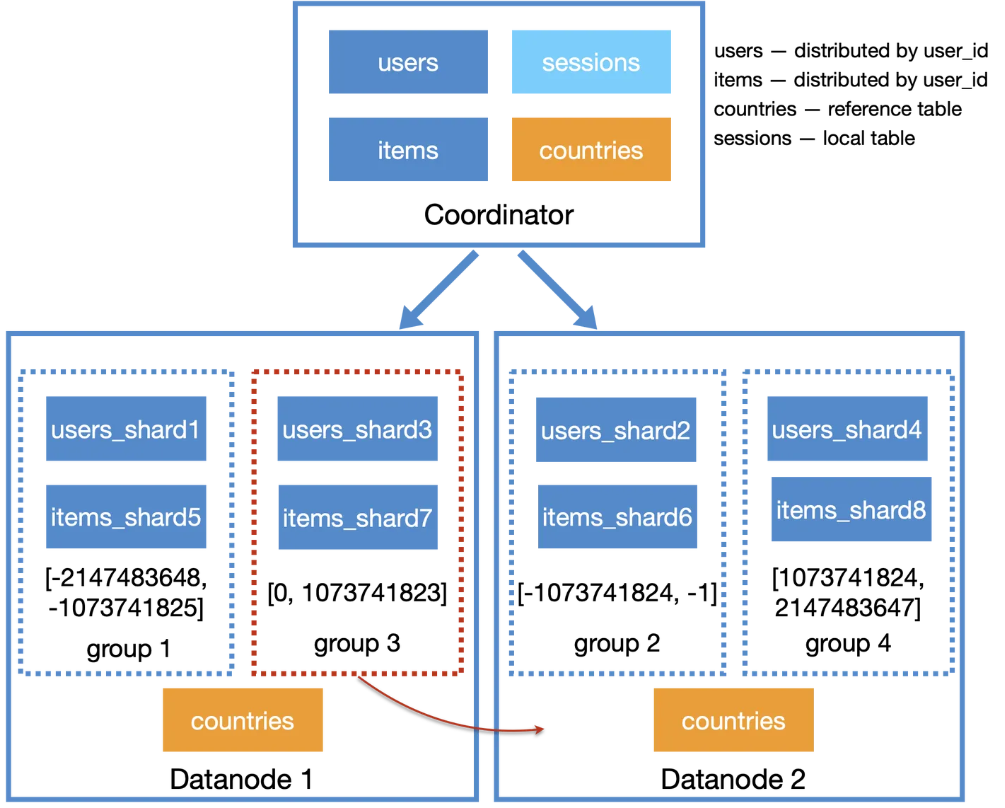 users
sessions
items
countries
Coordinator
users — distributed by user_id
items — distributed by user_id
countries — reference table
sessions — local table
users_shard1
items_shard5
[-2147483648,
-1073741825]
group 1
users_shard3
items_shard7
[0, 1073741823]
group 3
countries
Datanode 1
users_shard2
items_shard6
[-1073741824, -1]
group 2
users_shard4
items_shard8
[1073741824,
2147483647]
group 4
countries
Datanode 2